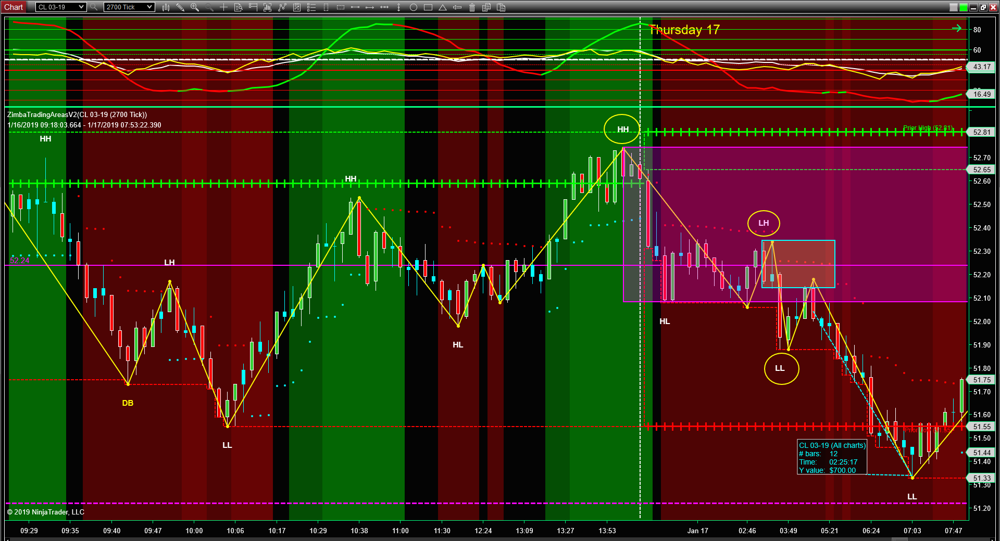 Chart
CL 03-19
2700 Tick
Thursday 17
80
60
43.17
16.49
ZimbaTradingAreasV2(CL 03-19 (2700 Tick))
1/16/2019 09:18:03.664 - 1/17/2019 07:53:22.390
HH
HH
Prior High (52.81)
52.81
52.70
52.65
HH
52.60
52.50
LH
52.40
52.24
LH
52.30
52.20
52.10
HL
52.00
HL
51.90
LL
51.80
51.75
DB
51.70
51.60
51.55
LL
51.50
CL 03-19 (All charts)
# bars: 12
Time: 02:25:17
Y value: $700.00
51.44
51.40
51.33
51.30
LL
51.20
© 2019 NinjaTrader, LLC
09:29 09:35 09:40 09:47 10:00 10:06 10:17 10:29 10:38 11:00 11:30 12:24 13:09 13:27 13:53 Jan 17 02:46 03:49 05:21 06:24 07:03 07:47